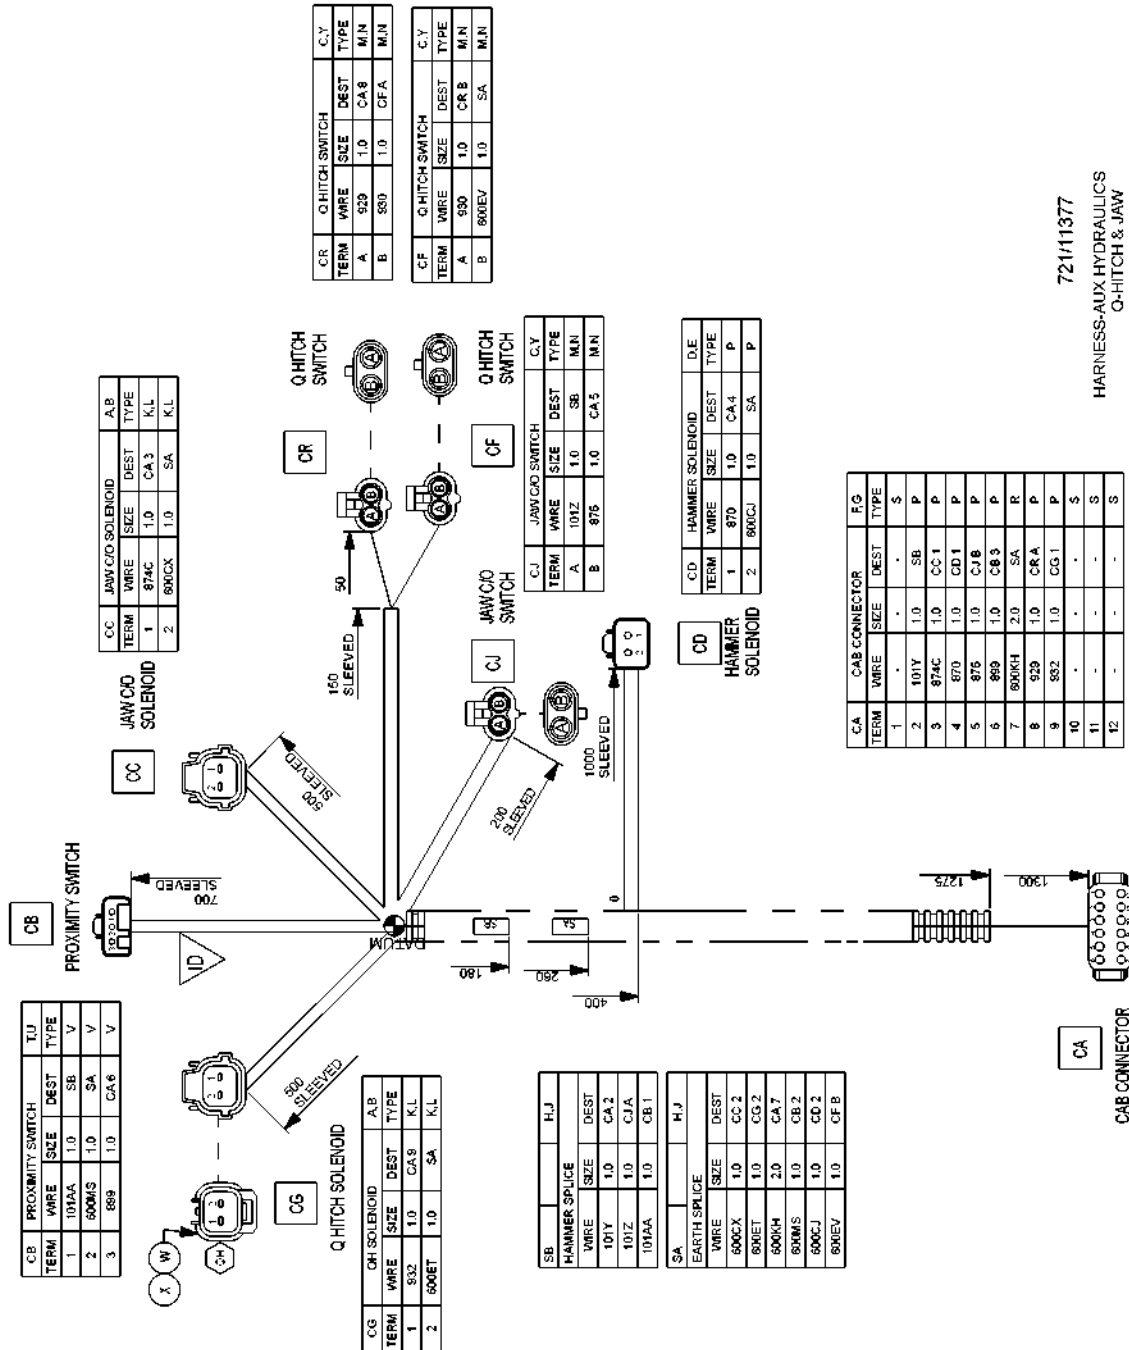 CB PROXIMITY SWITCH T,U
TERM WIRE SIZE DEST TYPE
1 101AA 1.0 SB V
2 600MS 1.0 SA V
3 899 1.0 CA 6 V
CB
PROXIMITY SWITCH
700
SLEEVED
ID
CC JAW C/O SOLENOID A,B
TERM WIRE SIZE DEST TYPE
1 874C 1.0 CA 3 K,L
2 600CX 1.0 SA K,L
CC
JAW C/O
SOLENOID
500
SLEEVED
CR Q HITCH SWITCH C,Y
TERM WIRE SIZE DEST TYPE
A 929 1.0 CA 8 M,N
B 930 1.0 CF A M,N
CF Q HITCH SWITCH C,Y
TERM WIRE SIZE DEST TYPE
A 930 1.0 CR B M,N
B 600EV 1.0 SA M,N
X
W
QH
CG
Q HITCH SOLENOID
500
SLEEVED
CG QH SOLENOID A,B
TERM WIRE SIZE DEST TYPE
1 932 1.0 CA 9 K,L
2 600ET 1.0 SA K,L
DATUM
CR
Q HITCH
SWITCH
50
150
SLEEVED
CF
Q HITCH
SWITCH
A B
B A
A B
B A
CJ JAW C/O SWITCH C,Y
TERM WIRE SIZE DEST TYPE
A 101Z 1.0 SB M,N
B 875 1.0 CA 5 M,N
CJ
JAW C/O
SWITCH
A B
A B
200
SLEEVED
SB
SA
180
260
400
0
1000
SLEEVED
CD
HAMMER
SOLENOID
CD HAMMER SOLENOID D,E
TERM WIRE SIZE DEST TYPE
1 870 1.0 CA 4 P
2 600CJ 1.0 SA P
SB H,J
HAMMER SPLICE
WIRE SIZE DEST
101Y 1.0 CA 2
101Z 1.0 CJ A
101AA 1.0 CB 1
SA H,J
EARTH SPLICE
WIRE SIZE DEST
600CX 1.0 CC 2
600ET 1.0 CG 2
600KH 2.0 CA 7
600MS 1.0 CB 2
600CJ 1.0 CD 2
600EV 1.0 CF B
1275
1300
CA
CAB CONNECTOR
CA CAB CONNECTOR F,G
TERM WIRE SIZE DEST TYPE
1 - - - S
2 101Y 1.0 SB P
3 874C 1.0 CC 1 P
4 870 1.0 CD 1 P
5 875 1.0 CJ B P
6 899 1.0 CB 3 P
7 600KH 2.0 SA R
8 929 1.0 CR A P
9 932 1.0 CG 1 P
10 - - - S
11 - - - S
12 - - - S
721/11377
HARNESS-AUX HYDRAULICS
Q-HITCH & JAW